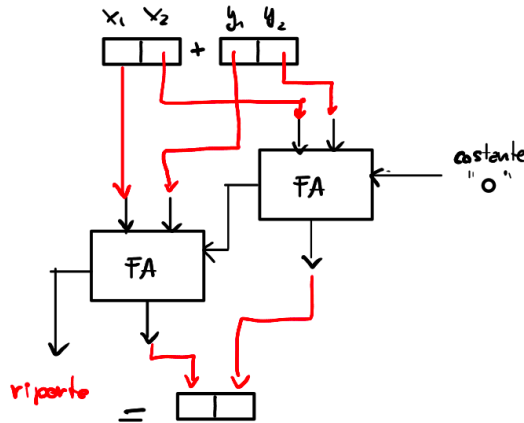 x₁ x₂ + y₁ y₂
costante
"0"
FA
FA
riporto
=